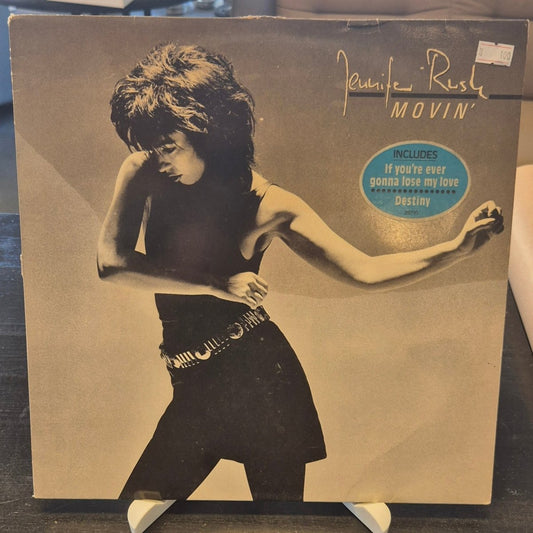 Jennifer Rush
MOVIN'
INCLUDES
If you're ever
gonna lose my love
Destiny